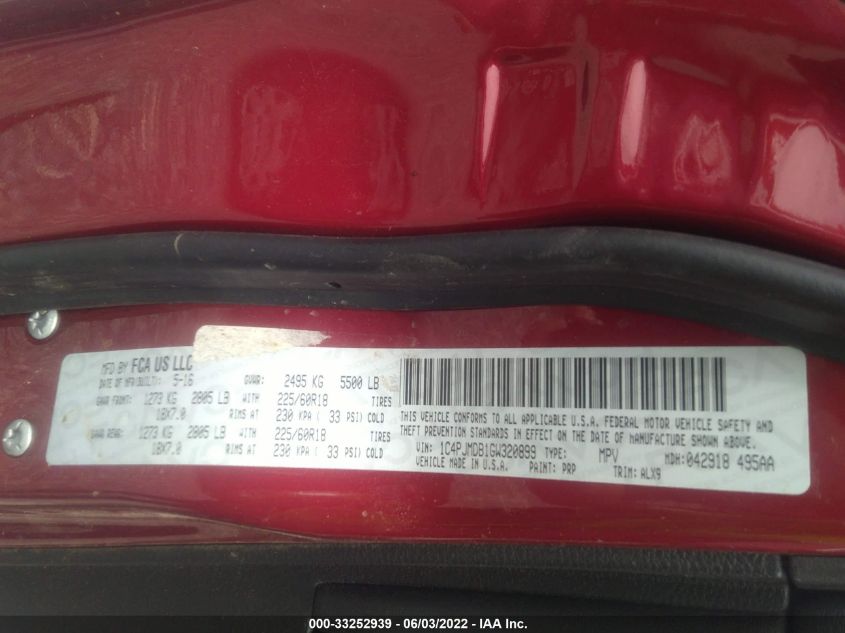 MFD BY FCA US LLC
DATE OF MFR(BUILT): 5-16 GVWR: 2495 KG 5500 LB
GAWR FRONT: 1273 KG 2805 LB WITH 225/60R18 TIRES
18X7.0 RIMS AT 230 KPA ( 33 PSI) COLD
GAWR REAR: 1273 KG 2805 LB WITH 225/60R18 TIRES
18X7.0 RIMS AT 230 KPA ( 33 PSI) COLD
THIS VEHICLE CONFORMS TO ALL APPLICABLE U.S.A. FEDERAL MOTOR VEHICLE SAFETY AND
THEFT PREVENTION STANDARDS IN EFFECT ON THE DATE OF MANUFACTURE SHOWN ABOVE.
VIN: 1C4PJMDB1GW320899 TYPE: MPV MDH: 042918 495AA
VEHICLE MADE IN U.S.A. PAINT: PRP TRIM: ALX9
000-33252939 - 06/03/2022 - IAA Inc.